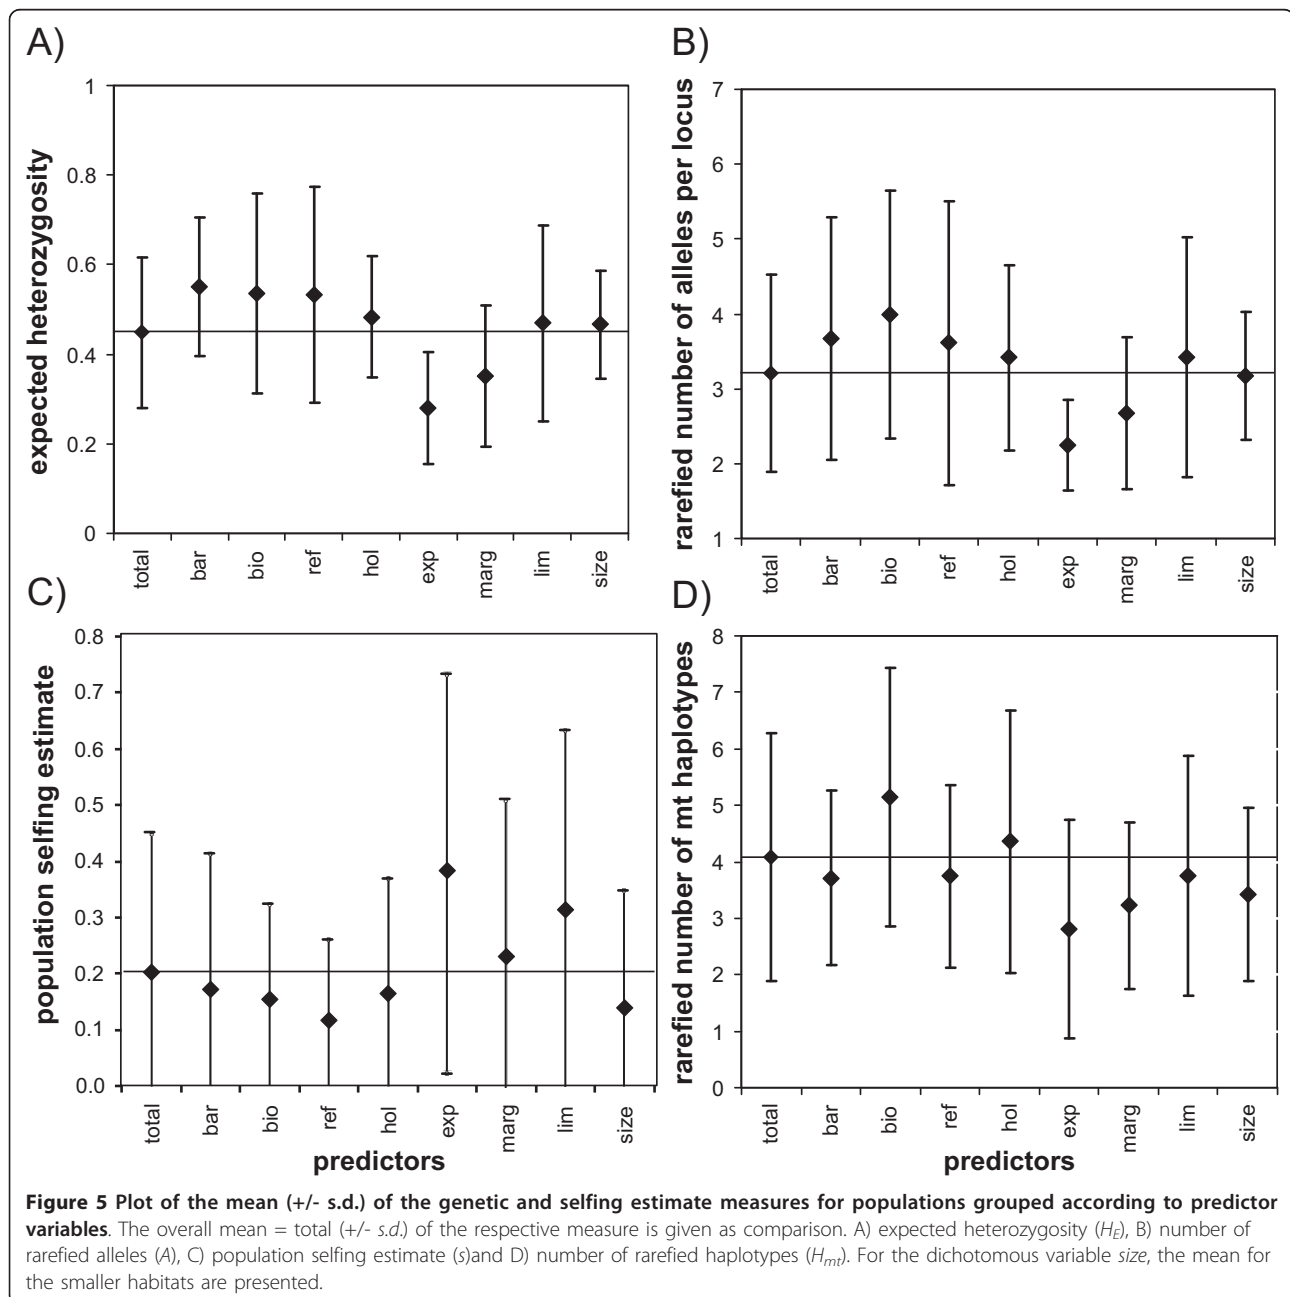 A)
expected heterozygosity
1
0.8
0.6
0.4
0.2
0
total bar bio ref hol exp marg lim size
B)
rarefied number of alleles per locus
7
6
5
4
3
2
1
total bar bio ref hol exp marg lim size
C)
population selfing estimate
0.8
0.7
0.6
0.5
0.4
0.3
0.2
0.1
0.0
total bar bio ref hol exp marg lim size
predictors
D)
rarefied number of mt haplotypes
8
7
6
5
4
3
2
1
0
total bar bio ref hol exp marg lim size
predictors
Figure 5 Plot of the mean (+/- s.d.) of the genetic and selfing estimate measures for populations grouped according to predictor
variables. The overall mean = total (+/- s.d.) of the respective measure is given as comparison. A) expected heterozygosity (HE), B) number of
rarefied alleles (A), C) population selfing estimate (s)and D) number of rarefied haplotypes (Hmt). For the dichotomous variable size, the mean for
the smaller habitats are presented.